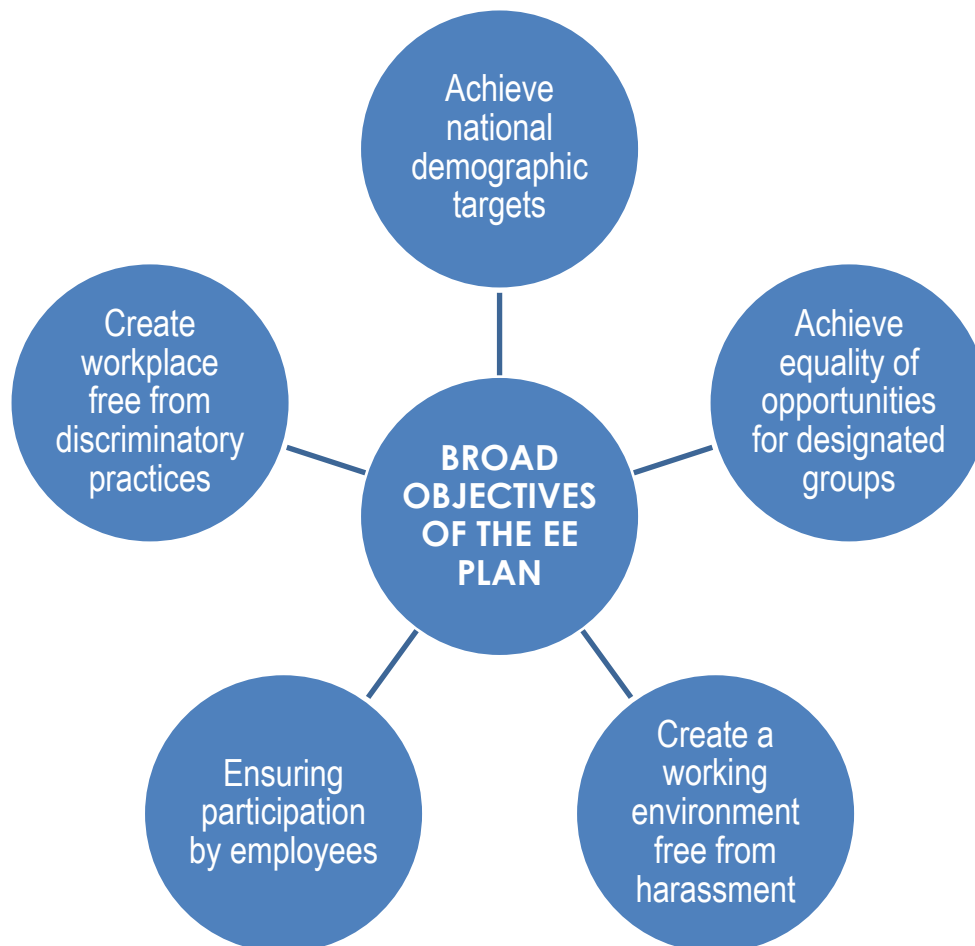 Achieve
national
demographic
targets
Achieve
equality of
opportunities
for designated
groups
Create a
working
environment
free from
harassment
Ensuring
participation
by employees
Create
workplace
free from
discriminatory
practices
BROAD
OBJECTIVES
OF THE EE
PLAN